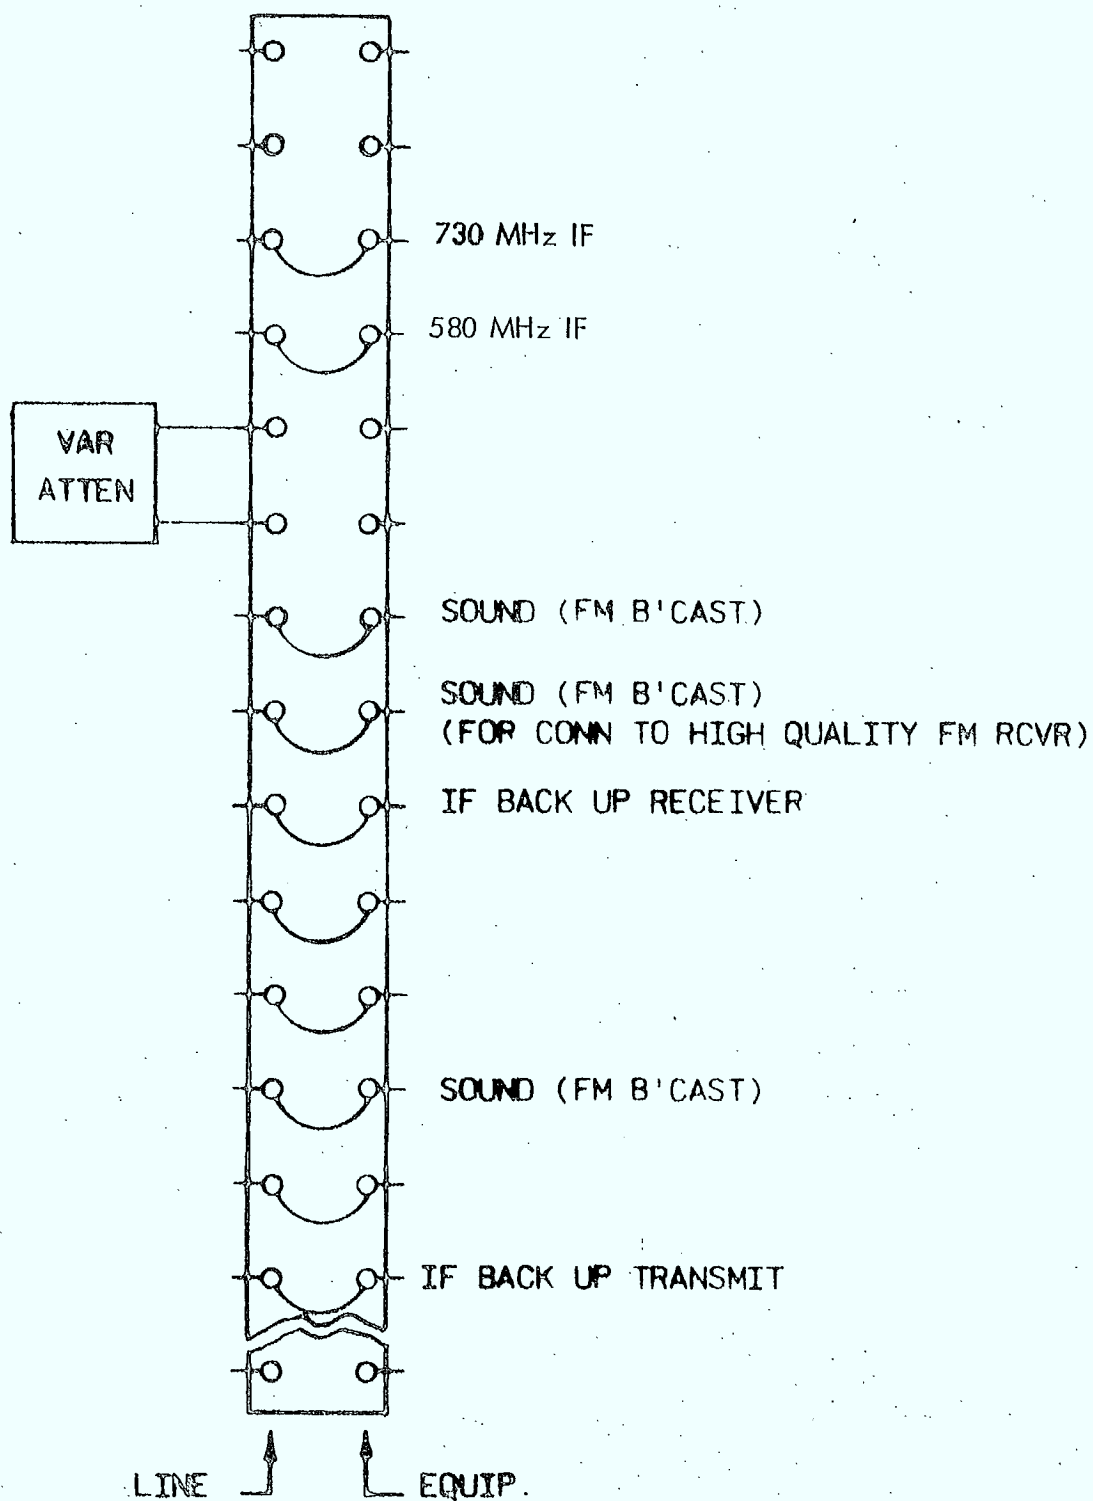 730 MHz IF
580 MHz IF
VAR
ATTEN
SOUND (FM B'CAST)
SOUND (FM B'CAST)
(FOR CONN TO HIGH QUALITY FM RCVR)
IF BACK UP RECEIVER
SOUND (FM B'CAST)
IF BACK UP TRANSMIT
LINE
EQUIP.